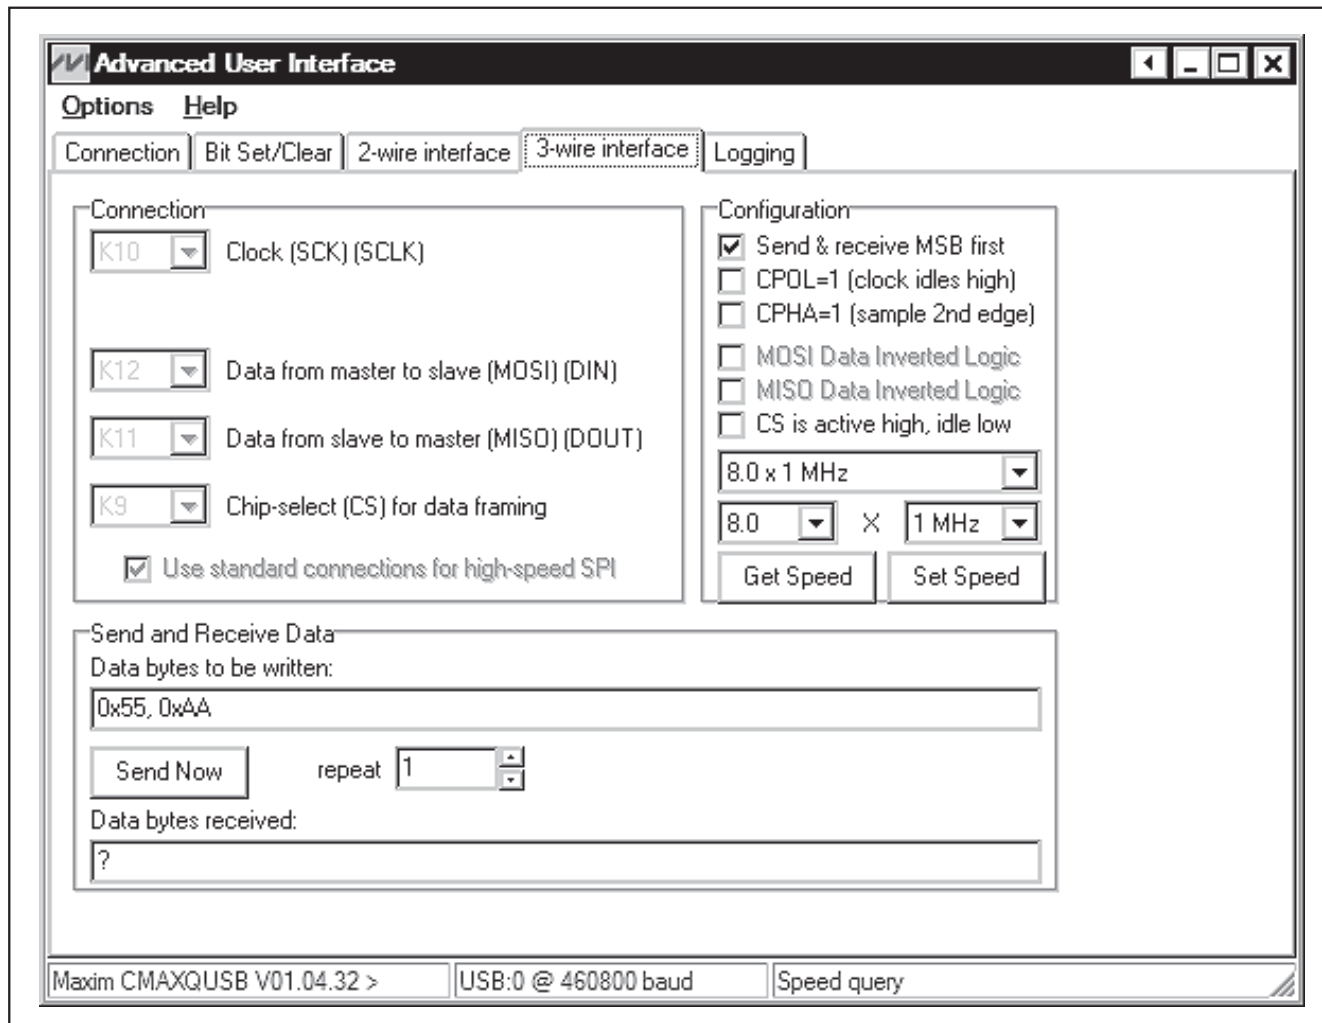 Advanced User Interface
Options Help
Connection Bit Set/Clear 2-wire interface 3-wire interface Logging
Connection
K10 Clock (SCK) (SCLK)
K12 Data from master to slave (MOSI) (DIN)
K11 Data from slave to master (MISO) (DOUT)
K9 Chip-select (CS) for data framing
Use standard connections for high-speed SPI
Configuration
Send & receive MSB first
CPOL=1 (clock idles high)
CPHA=1 (sample 2nd edge)
MOSI Data Inverted Logic
MISO Data Inverted Logic
CS is active high, idle low
8.0 x 1 MHz
8.0 X 1 MHz
Get Speed Set Speed
Send and Receive Data
Data bytes to be written:
0x55, 0xAA
Send Now repeat 1
Data bytes received:
?
Maxim CMAXQUSB V01.04.32 > USB:0 @ 460800 baud Speed query